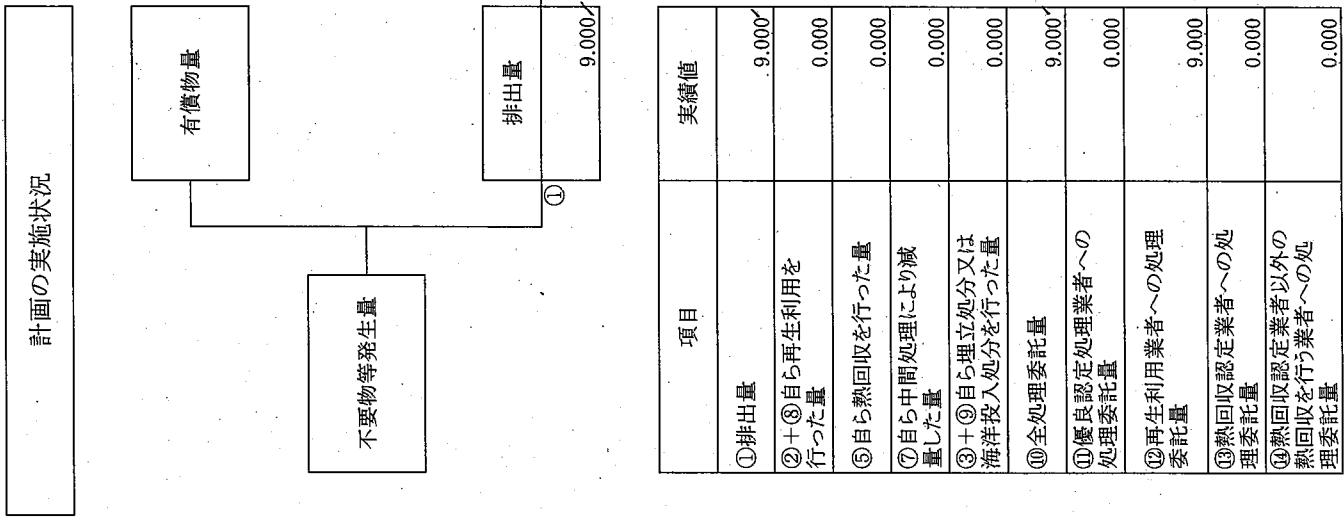 計画の実施状況
有償物量
不要物等発生量
①
排出量
9.000
項目
実績値
①排出量
9.000
②+⑧自ら再生利用を
行った量
0.000
⑤自ら熱回収を行った量
0.000
⑦自ら中間処理により減
量した量
0.000
③+⑨自ら埋立処分又は
海洋投入処分を行った量
0.000
⑩全処理委託量
9.000
⑪優良認定処理業者への
処理委託量
0.000
⑫再生利用業者への処理
委託量
9.000
⑬熱回収認定業者への処
理委託量
0.000
⑭熱回収認定業者以外の
熱回収を行う業者への処
理委託量
0.000